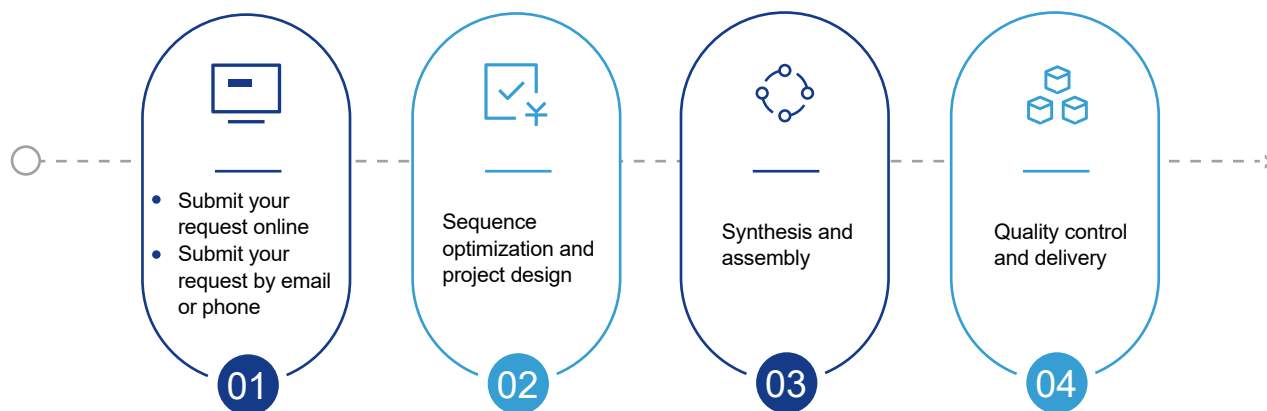 Submit your
request online
Submit your
request by email
or phone
01
Sequence
optimization and
project design
02
Synthesis and
assembly
03
Quality control
and delivery
04